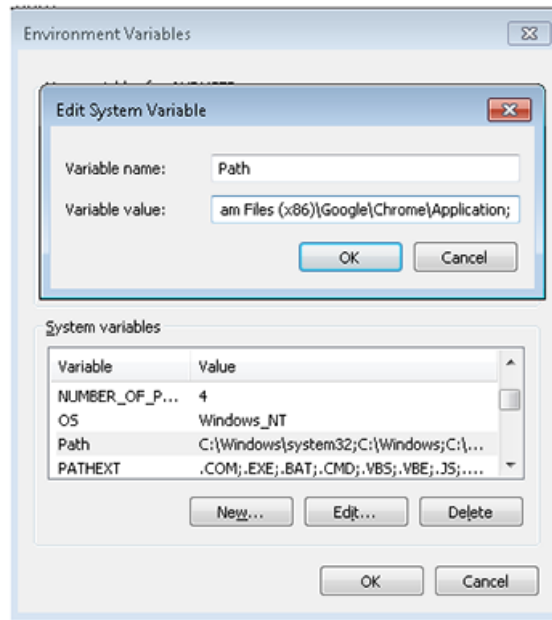 Environment Variables
Edit System Variable
Variable name: Path
Variable value: am Files (x86)\Google\Chrome\Application;
OK Cancel
System variables
Variable Value
NUMBER_OF_P... 4
OS Windows_NT
Path C:\Windows\system32;C:\Windows;C:\...
PATHEXT .COM;.EXE;.BAT;.CMD;.VBS;.VBE;.JS;....
New... Edit... Delete
OK Cancel